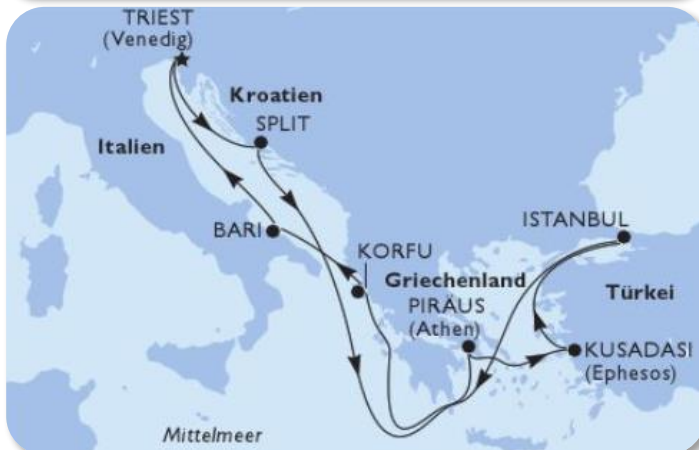 TRIEST
(Venedig)
Kroatien
SPLIT
Italien
BARI
KORFU
ISTANBUL
Griechenland
PIRÄUS
(Athen)
Türkei
KUSADASI
(Ephesos)
Mittelmeer